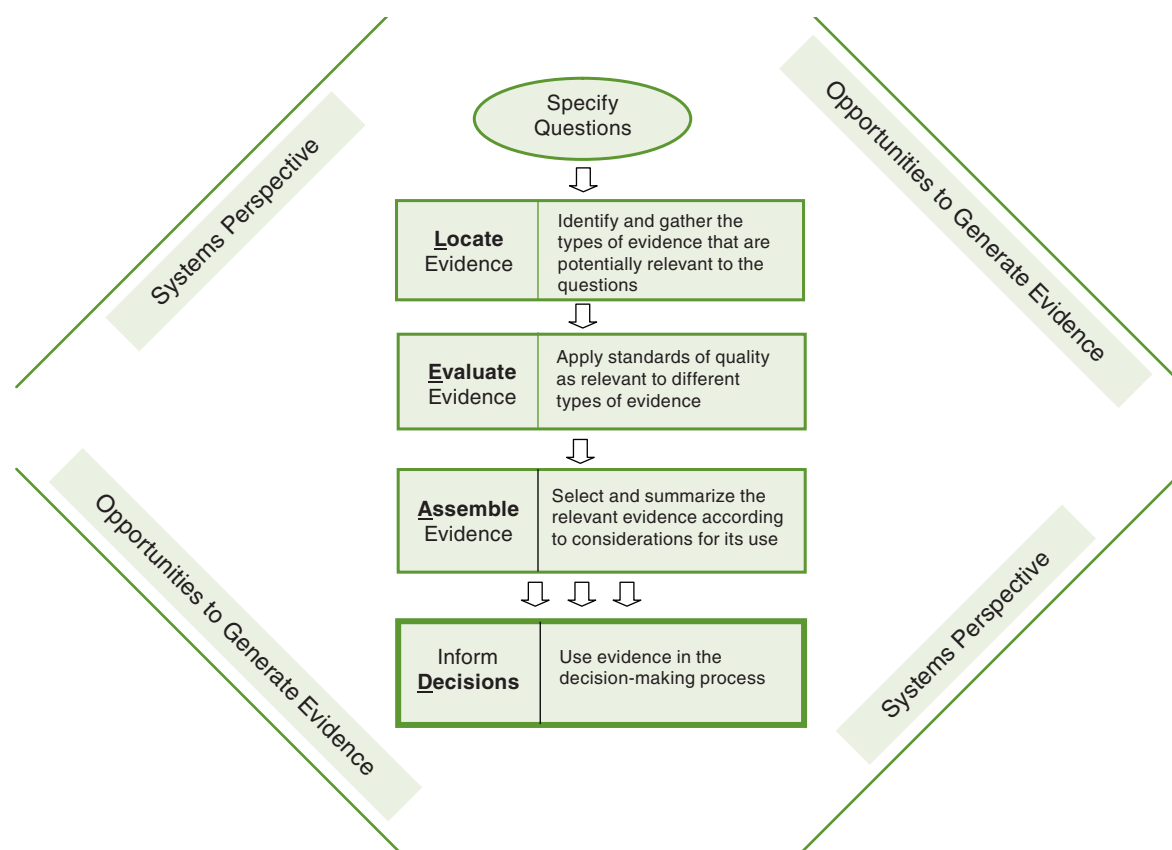 Specify
Questions
Systems Perspective
Opportunities to Generate Evidence
Locate
Evidence
Identify and gather the
types of evidence that are
potentially relevant to the
questions
Evaluate
Evidence
Apply standards of quality
as relevant to different
types of evidence
Assemble
Evidence
Select and summarize the
relevant evidence according
to considerations for its use
Inform
Decisions
Use evidence in the
decision-making process
Opportunities to Generate Evidence
Systems Perspective